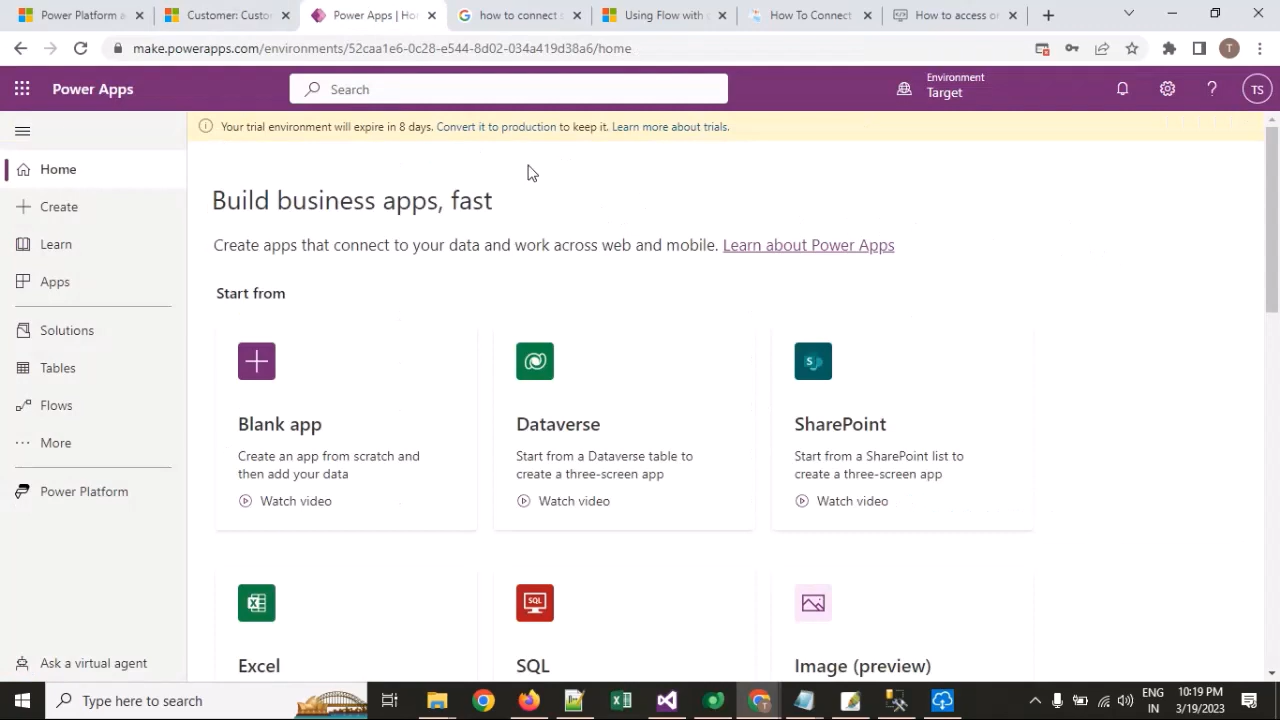 Power Platform a
Customer: Custo
Power Apps | Ho
how to connect s
Using Flow with
How To Connect
How to access or
make.powerapps.com/environments/52caa1e6-0c28-e544-8d02-034a419d38a6/home
T
Power Apps
Search
Environment
Target
?
TS
Your trial environment will expire in 8 days. Convert it to production to keep it. Learn more about trials.
Home
Create
Learn
Apps
Solutions
Tables
Flows
More
Power Platform
Ask a virtual agent
Build business apps, fast
Create apps that connect to your data and work across web and mobile. Learn about Power Apps
Start from
Blank app
Create an app from scratch and
then add your data
Watch video
Dataverse
Start from a Dataverse table to
create a three-screen app
Watch video
S
SharePoint
Start from a SharePoint list to
create a three-screen app
Watch video
Excel
SQL
SQL
Image (preview)
Type here to search
ENG
IN
10:19 PM
3/19/2023